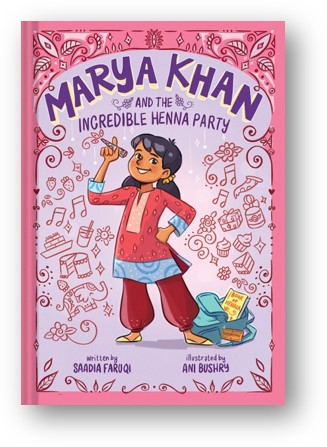 MARYA KHAN
AND THE
INCREDIBLE HENNA PARTY
written by
SAADIA FARUQI
illustrated by
ANI BUSHRY